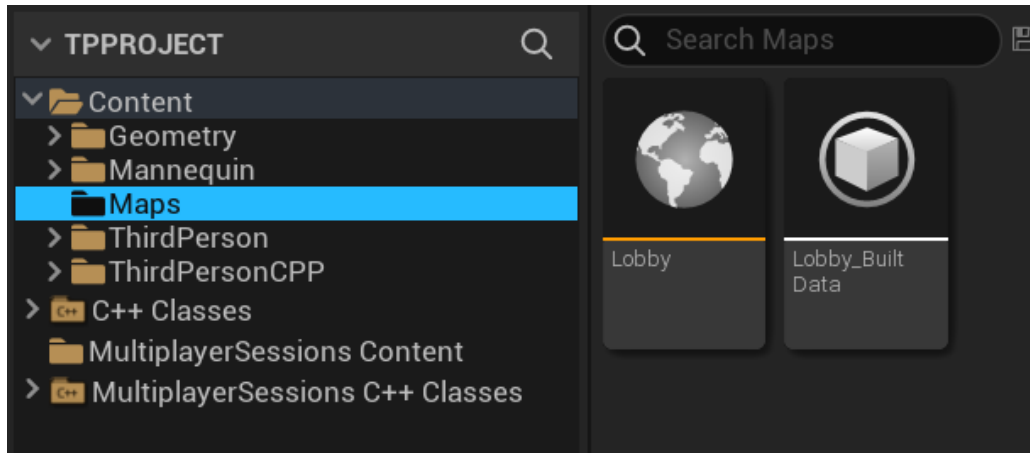 TPPROJECT
Content
Geometry
Mannequin
Maps
ThirdPerson
ThirdPersonCPP
C++ C++ Classes
MultiplayerSessions Content
C++ MultiplayerSessions C++ Classes
Search Maps
Lobby
Lobby_Built
Data